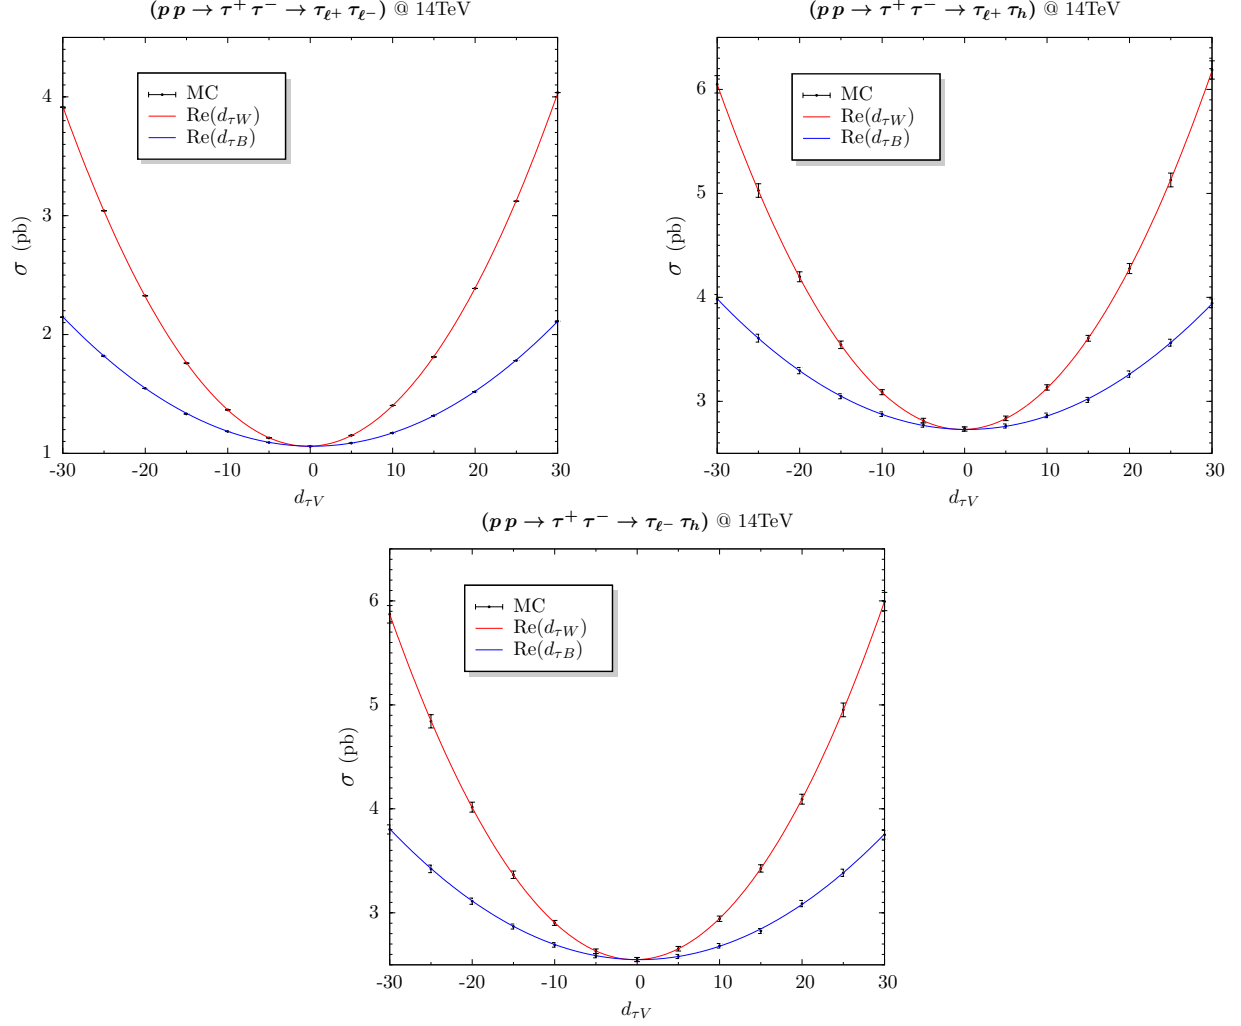 (p p → τ⁺ τ⁻ → τℓ+ τℓ−) @ 14TeV
4
3
2
1
σ (pb)
MC
Re(dτW)
Re(dτB)
-30 -20 -10 0 10 20 30
dτV
(p p → τ⁺ τ⁻ → τℓ+ τh) @ 14TeV
6
5
4
3
σ (pb)
MC
Re(dτW)
Re(dτB)
-30 -20 -10 0 10 20 30
dτV
(p p → τ⁺ τ⁻ → τℓ− τh) @ 14TeV
6
5
4
3
σ (pb)
MC
Re(dτW)
Re(dτB)
-30 -20 -10 0 10 20 30
dτV